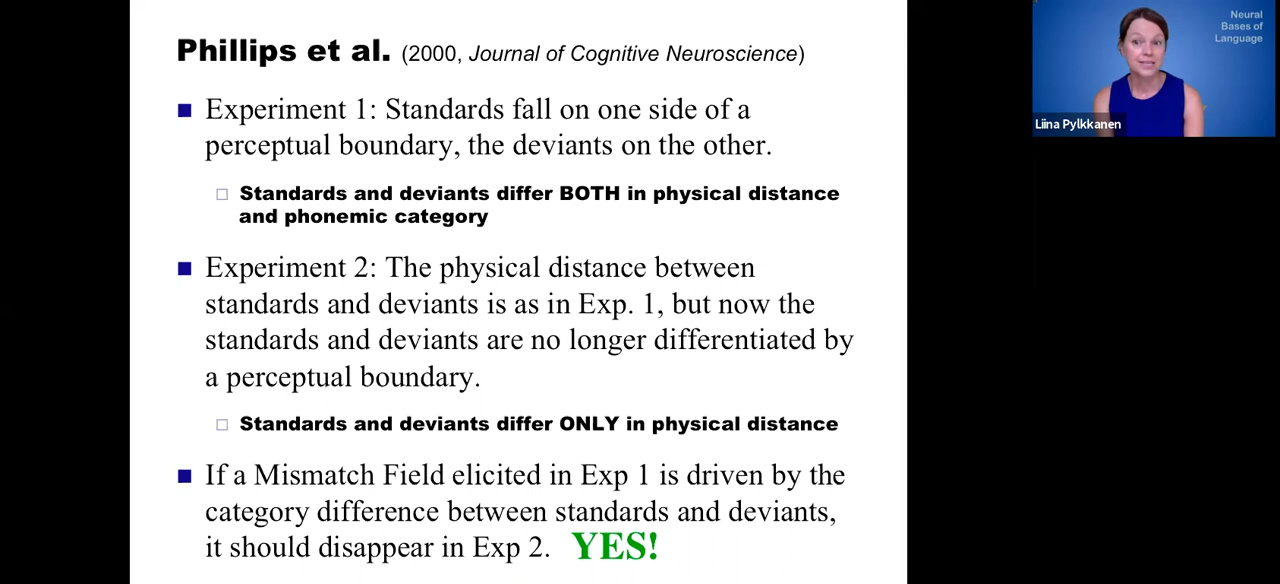 Phillips et al. (2000, Journal of Cognitive Neuroscience)
Experiment 1: Standards fall on one side of a
perceptual boundary, the deviants on the other.
Standards and deviants differ BOTH in physical distance
and phonemic category
Experiment 2: The physical distance between
standards and deviants is as in Exp. 1, but now the
standards and deviants are no longer differentiated by
a perceptual boundary.
Standards and deviants differ ONLY in physical distance
If a Mismatch Field elicited in Exp 1 is driven by the
category difference between standards and deviants,
it should disappear in Exp 2. YES!
Neural
Bases of
Language
Liina Pylkkanen